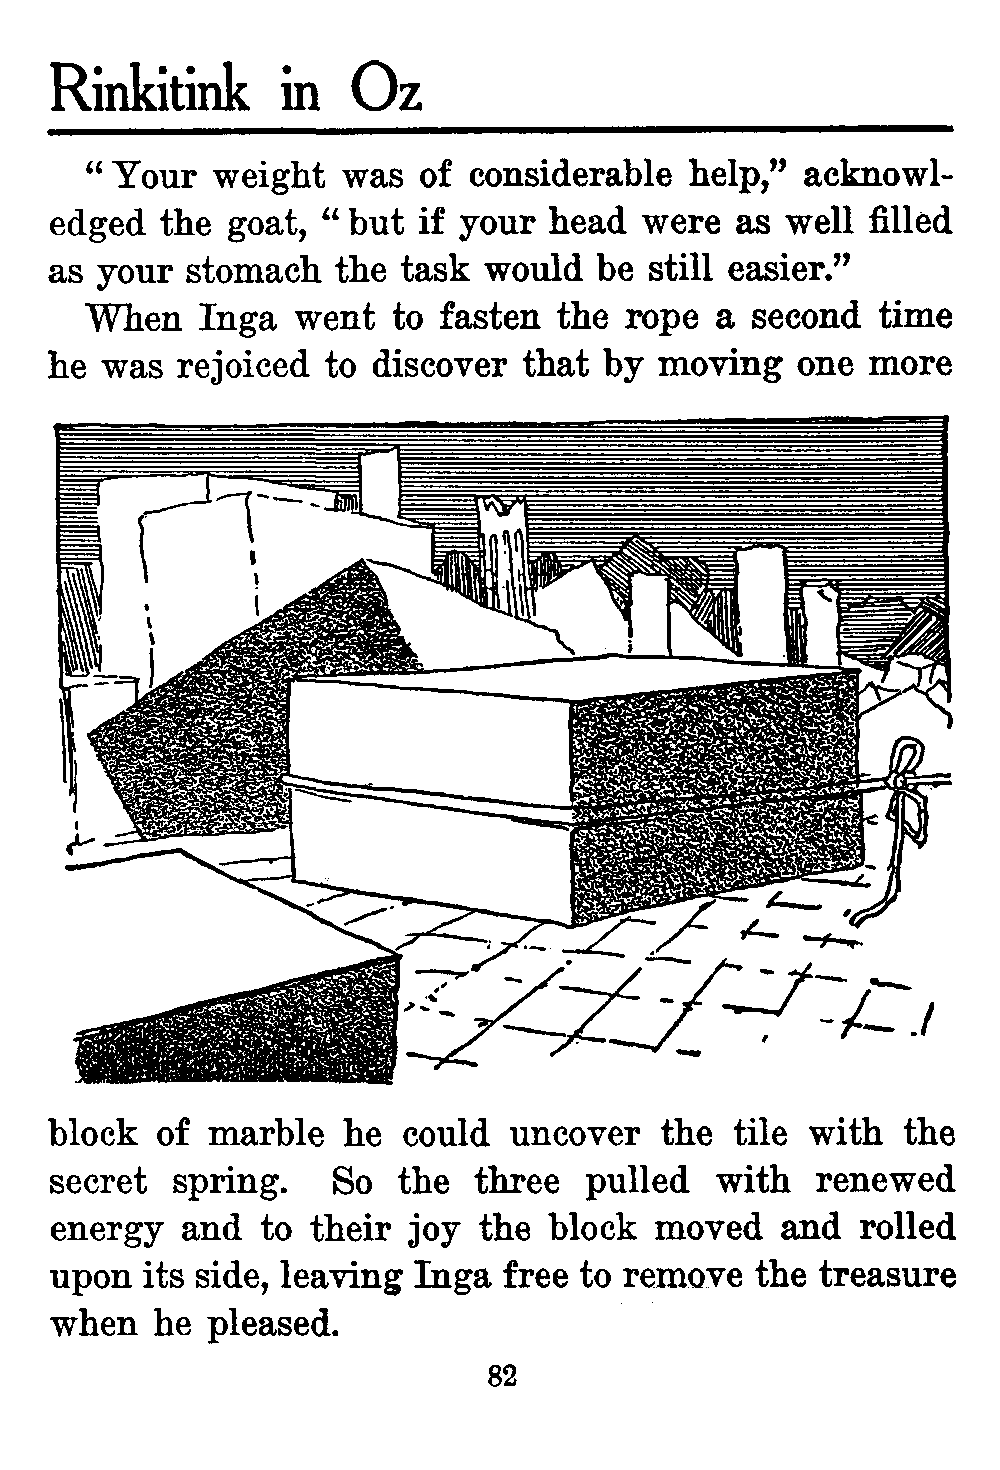 Rinkitink in Oz
“ Your weight was of considerable help,” acknowl-
edged the goat, “ but if your head were as well filled
as your stomach the task would be still easier.”
When Inga went to fasten the rope a second time
he was rejoiced to discover that by moving one more
block of marble he could uncover the tile with the
secret spring. So the three pulled with renewed
energy and to their joy the block moved and rolled
upon its side, leaving Inga free to remove the treasure
when he pleased.
82